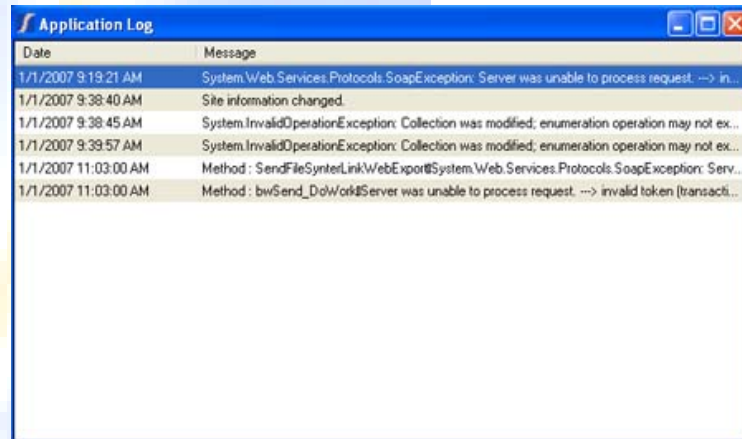 Application Log
Date Message
1/1/2007 9:19:21 AM System.Web.Services.Protocols.SoapException: Server was unable to process request. ---> in...
1/1/2007 9:38:40 AM Site information changed.
1/1/2007 9:38:45 AM System.InvalidOperationException: Collection was modified; enumeration operation may not ex...
1/1/2007 9:39:57 AM System.InvalidOperationException: Collection was modified; enumeration operation may not ex...
1/1/2007 11:03:00 AM Method : SendFileSynterLinkWebExport#System.Web.Services.Protocols.SoapException: Serv...
1/1/2007 11:03:00 AM Method : bwSend_DoWork#Server was unable to process request. ---> invalid token (transacti...